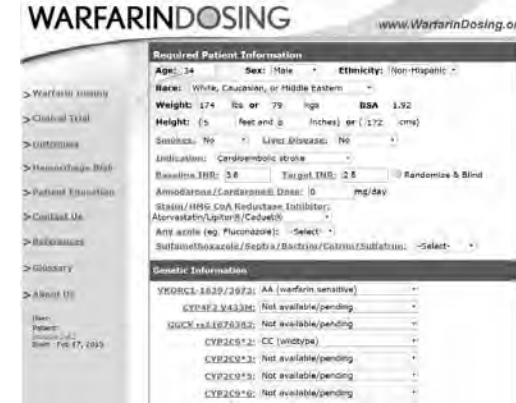 WARFARINDOSING
www.WarfarinDosing.or
Required Patient Information
Age: 34 Sex: Male Ethnicity: Non-Hispanic
Race: White, Caucasian, or Middle Eastern
Weight: 174 lbs or 79 kgs BSA 1.92
Height: (5 feet and 8 inches) or (172 cms)
Smokes: No Liver Disease: No
Indication: Cardioembolic stroke
Baseline INR: Target INR: Randomize & Blind
Amiodarone/Cordarone® Dose: 0 mg/day
Statin/HMG CoA Reductase Inhibitor:
Atorvastatin/Lipitor®/Caduet®
Any azole (eg. Fluconazole): -Select-
Sulfamethoxazole/Septra/Bactrim/Cotrim/Sulfatrim: -Select-
Genetic Information
VKORC1-1639/3673: AA (warfarin sensitive)
CYP4F2 V433M: Not available/pending
GGCX rs11676382: Not available/pending
CYP2C9*2: CC (wildtype)
CYP2C9*3: Not available/pending
CYP2C9*5: Not available/pending
CYP2C9*6: Not available/pending
> Warfarin Dosing
> Clinical Trial
> Outcomes
> Hemorrhage Risk
> Patient Education
> Contact Us
> References
> Glossary
> About Us
User:
Patient: